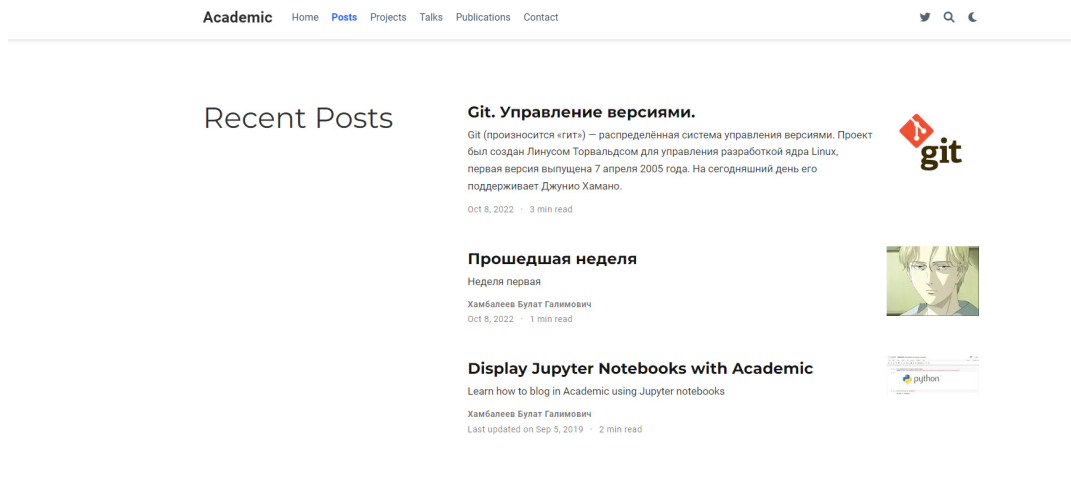 Academic Home Posts Projects Talks Publications Contact
Recent Posts
Git. Управление версиями.
Git (произносится «гит») — распределённая система управления версиями. Проект
был создан Линусом Торвальдсом для управления разработкой ядра Linux,
первая версия выпущена 7 апреля 2005 года. На сегодняшний день его
поддерживает Джунио Хамано.
Oct 8, 2022 · 3 min read
git
Прошедшая неделя
Неделя первая
Хамбалеев Булат Галимович
Oct 8, 2022 · 1 min read
Display Jupyter Notebooks with Academic
Learn how to blog in Academic using Jupyter notebooks
Хамбалеев Булат Галимович
Last updated on Sep 5, 2019 · 2 min read
python